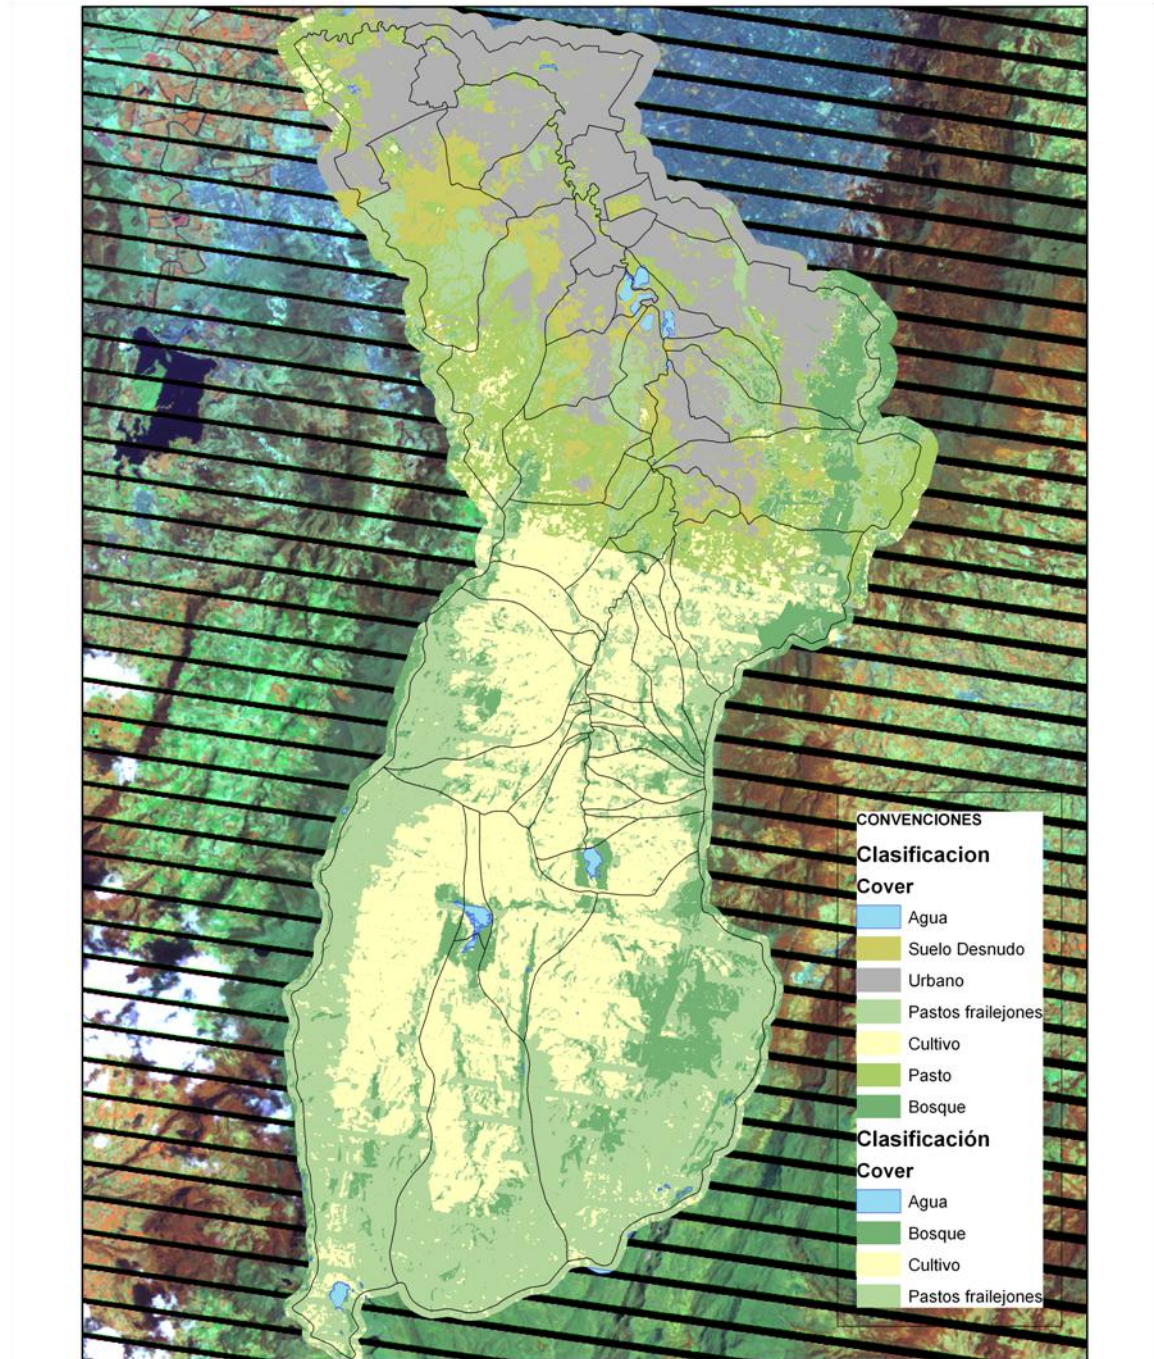 CONVENCIONES
Clasificacion
Cover
Agua
Suelo Desnudo
Urbano
Pastos frailejones
Cultivo
Pasto
Bosque
Clasificación
Cover
Agua
Bosque
Cultivo
Pastos frailejones